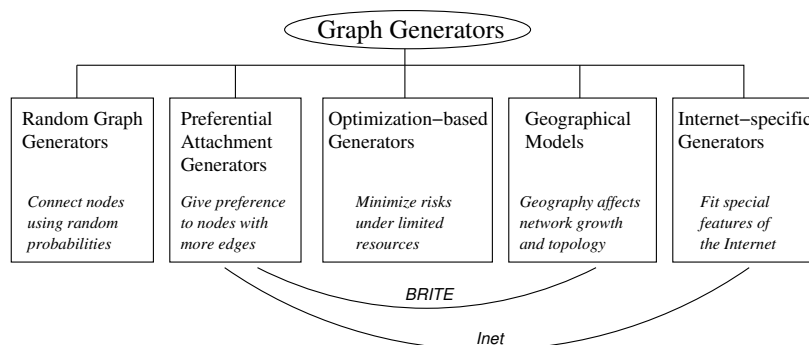 Graph Generators
Random Graph
Generators
Connect nodes
using random
probabilities
Preferential
Attachment
Generators
Give preference
to nodes with
more edges
Optimization−based
Generators
Minimize risks
under limited
resources
Geographical
Models
Geography affects
network growth
and topology
Internet−specific
Generators
Fit special
features of
the Internet
BRITE
Inet